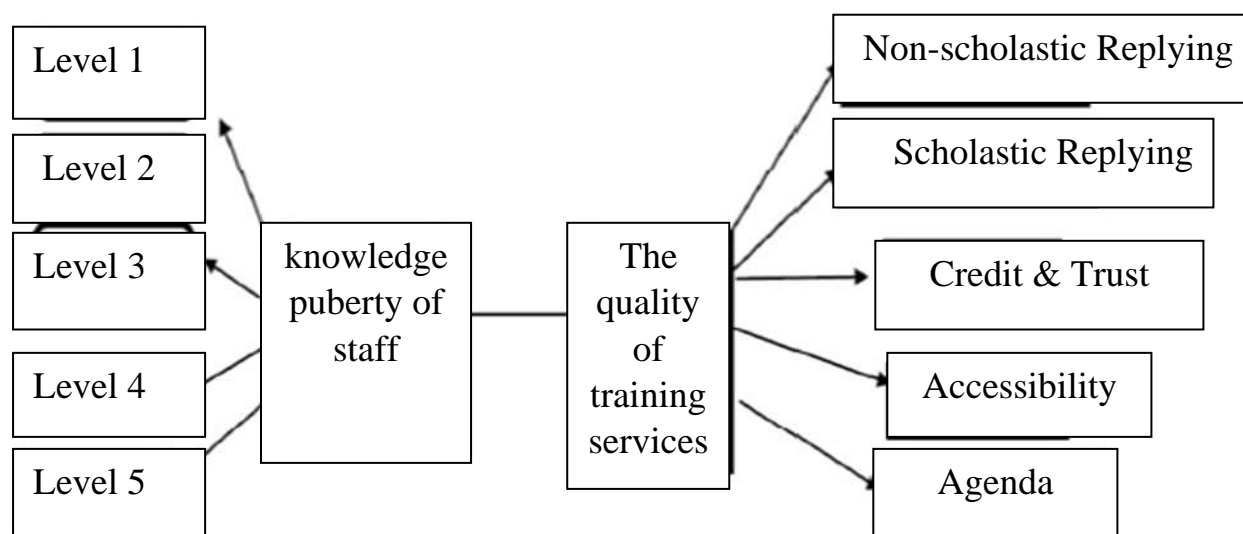 Level 1
Level 2
Level 3
Level 4
Level 5
knowledge
puberty of
staff
The
quality
of
training
services
Non-scholastic Replying
Scholastic Replying
Credit & Trust
Accessibility
Agenda